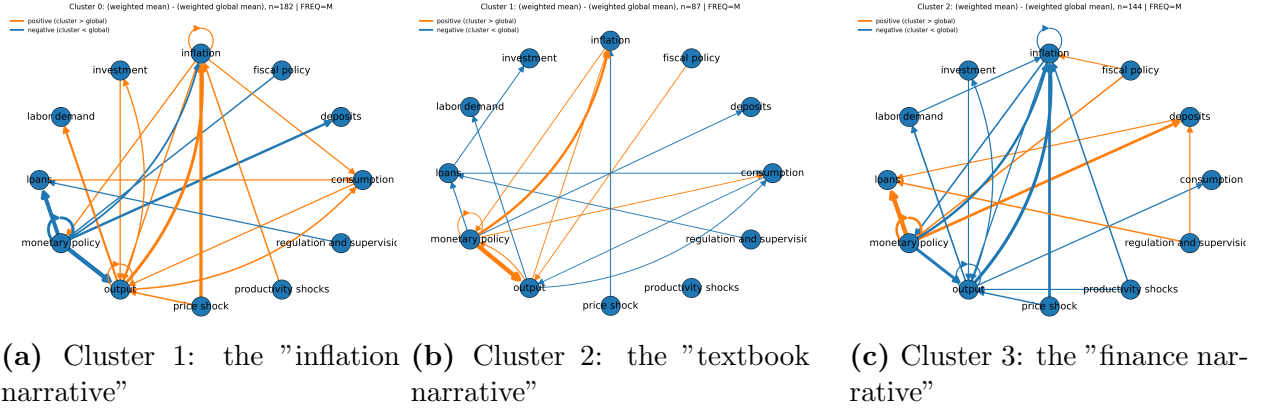 Cluster 0: (weighted mean) - (weighted global mean), n=182 | FREQ=M
positive (cluster > global)
negative (cluster < global)
inflation
investment
fiscal policy
labor demand
deposits
loans
consumption
monetary policy
regulation and supervisic
output
productivity shocks
price shock
(a) Cluster 1: the ”inflation
narrative”
Cluster 1: (weighted mean) - (weighted global mean), n=87 | FREQ=M
positive (cluster > global)
negative (cluster < global)
inflation
investment
fiscal policy
labor demand
deposits
loans
consumption
monetary policy
regulation and supervisic
output
productivity shocks
price shock
(b) Cluster 2: the ”textbook
narrative”
Cluster 2: (weighted mean) - (weighted global mean), n=144 | FREQ=M
positive (cluster > global)
negative (cluster < global)
inflation
investment
fiscal policy
labor demand
deposits
loans
consumption
monetary policy
regulation and supervisic
output
productivity shocks
price shock
(c) Cluster 3: the ”finance nar-
rative”